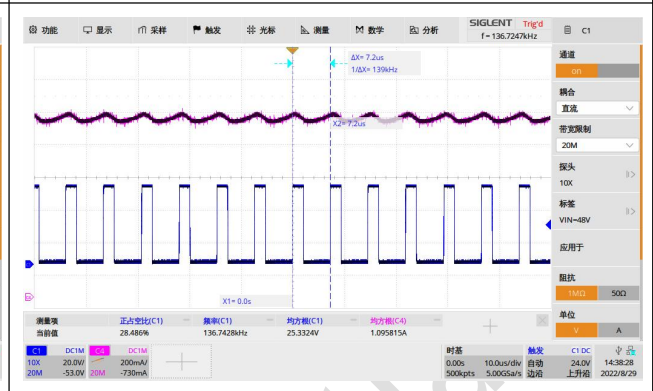 功能 显示 采样 触发 光标 测量 数学 分析 SIGLENT Trig'd C1
f = 136.7247kHz
通道
on
耦合
直流
带宽限制
20M
探头
10X
标签
VIN=48V
应用于
阻抗
1MΩ 50Ω
单位
V A
ΔX= 7.2us
1/ΔX= 139kHz
X2= 7.2us
X1= 0.0s
测量项 正占空比(C1) 频率(C1) 均方根(C1) 均方根(C4)
当前值 28.486% 136.7428kHz 25.3324V 1.095815A
C1 DC1M C4 DC1M 时基 触发 C1 DC
10X 20.0V/ 200mA/ 0.00s 10.0us/div 自动 24.0V 14:38:28
20M -53.0V 20M -730mA 500kpts 5.00GSa/s 边沿 上升沿 2022/8/29